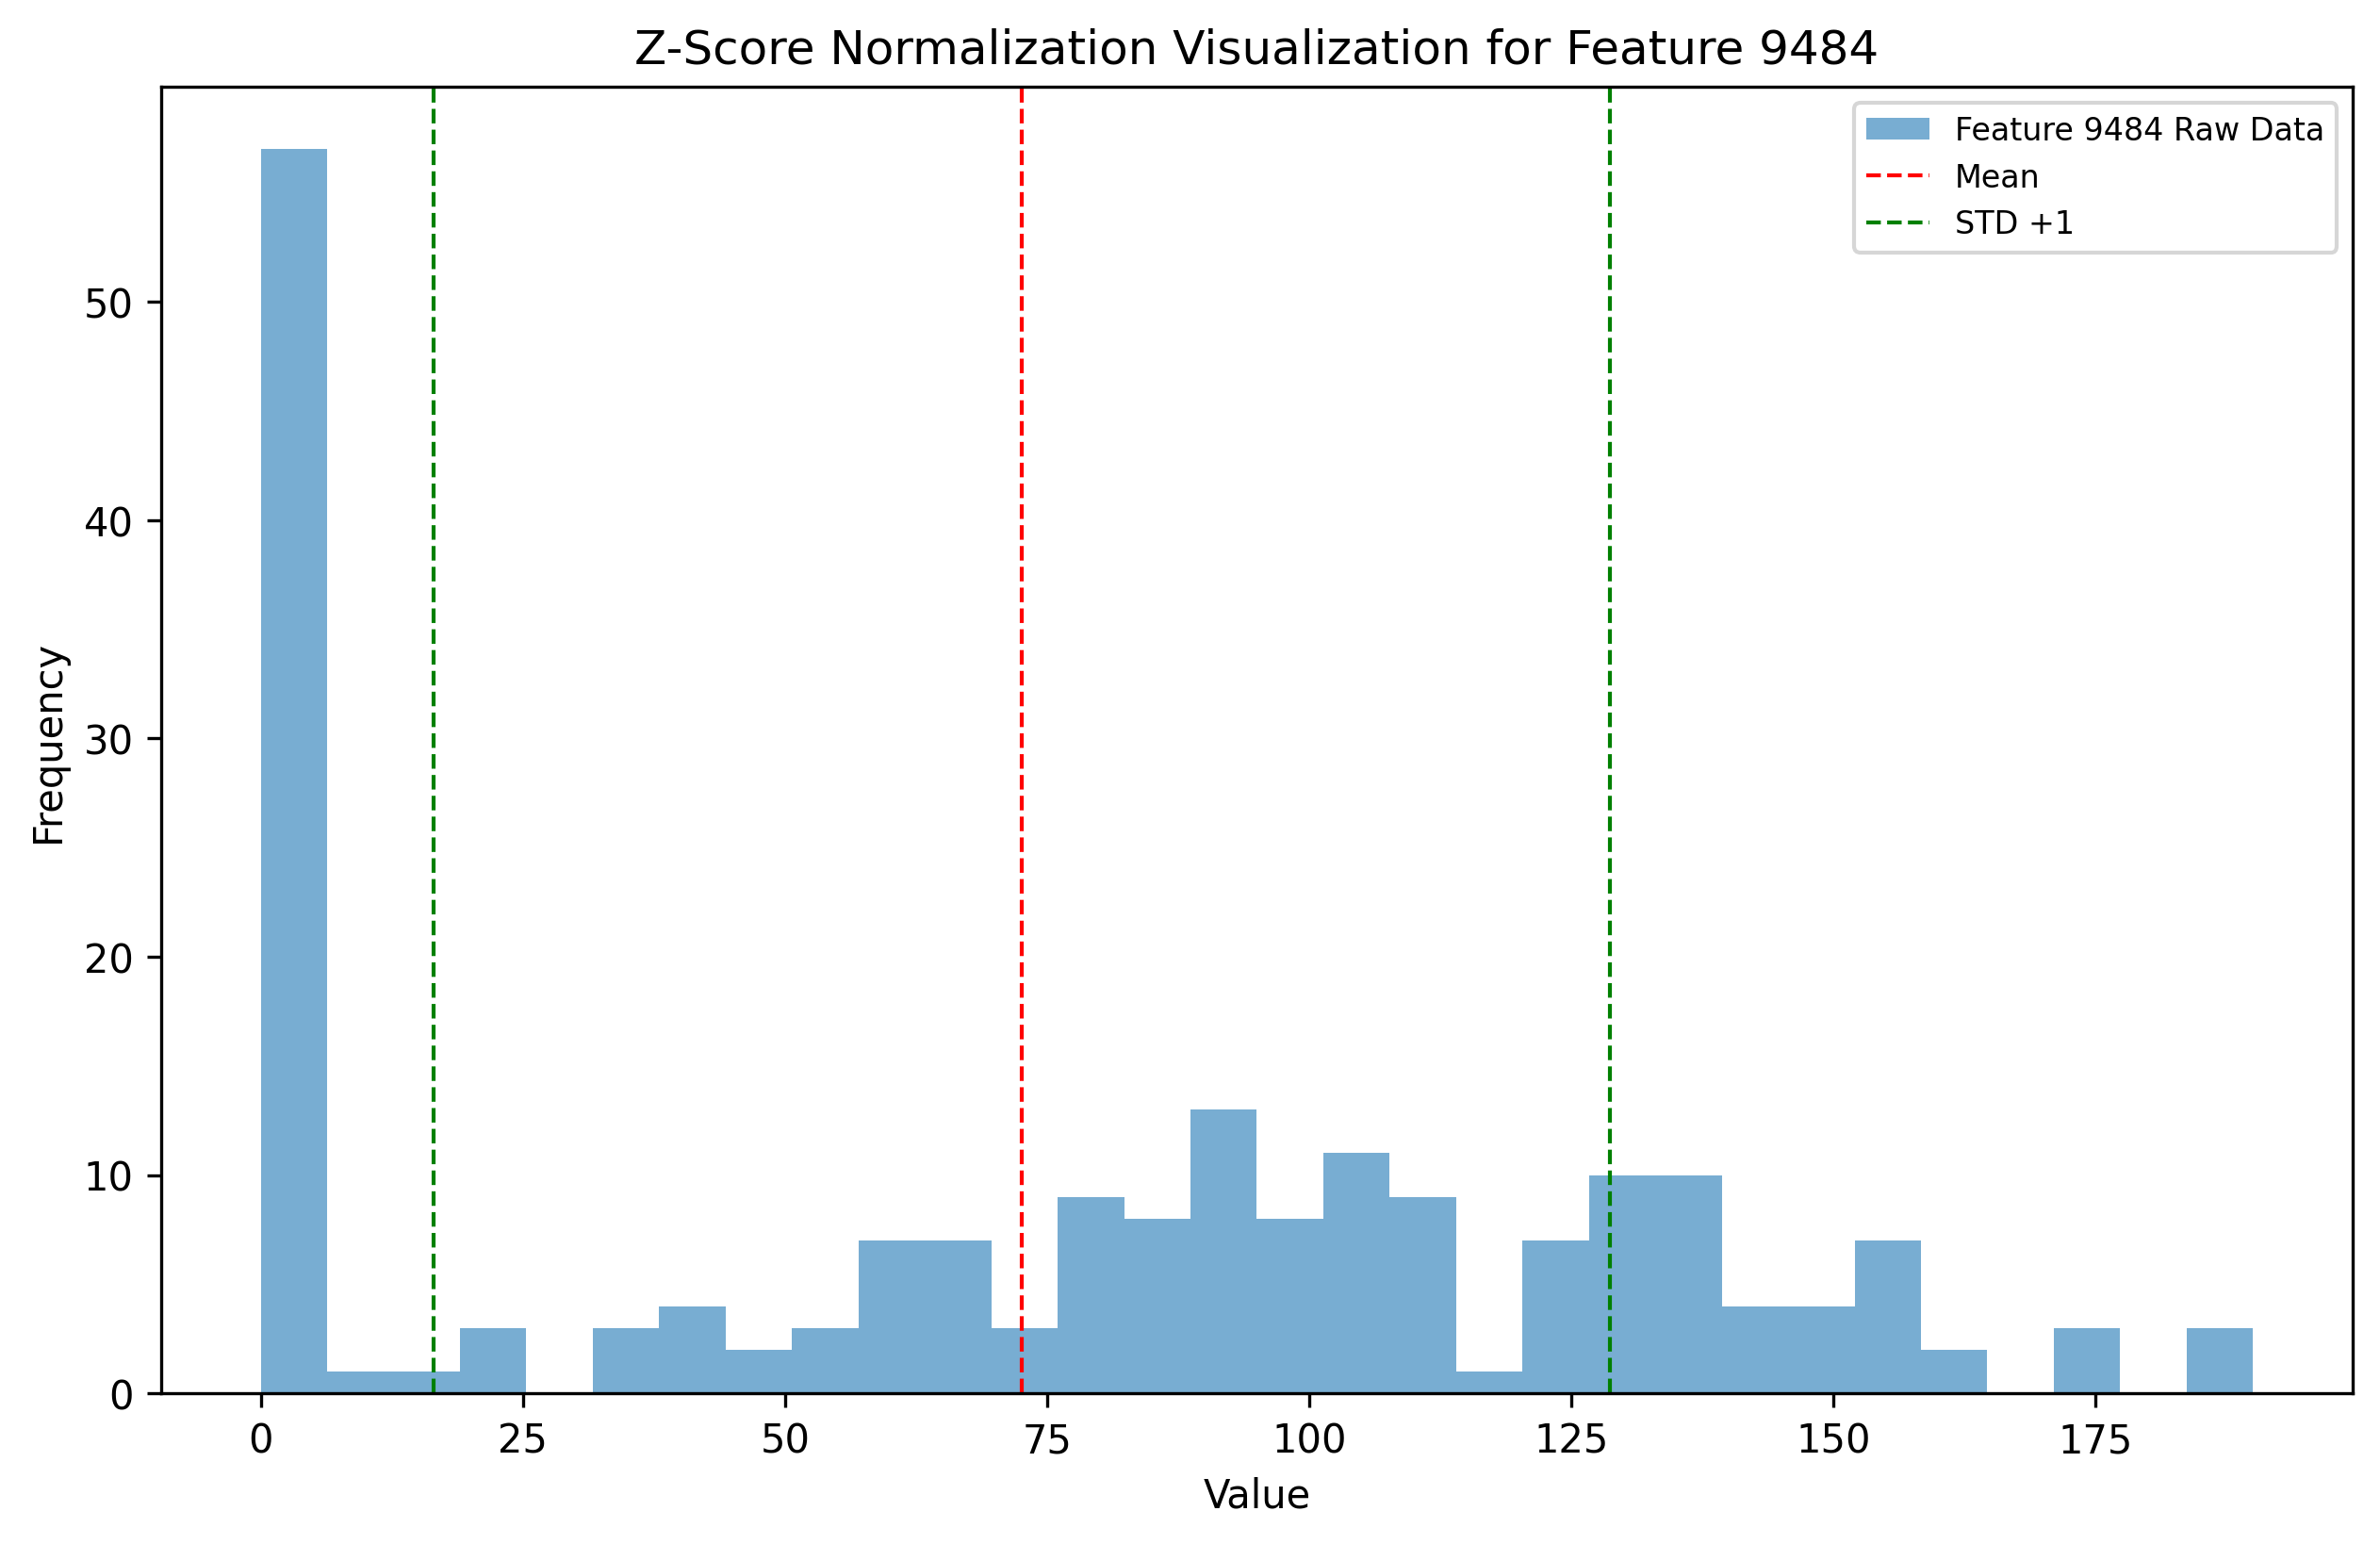 Z-Score Normalization Visualization for Feature 9484
Feature 9484 Raw Data
Mean
STD +1
Frequency
50
40
30
20
10
0
0 25 50 75 100 125 150 175
Value